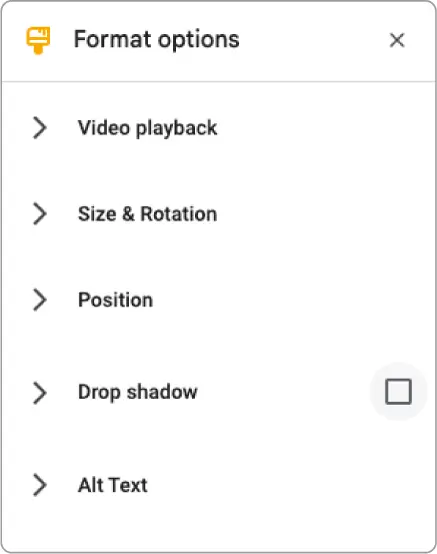 Format options
Video playback
Size & Rotation
Position
Drop shadow
Alt Text